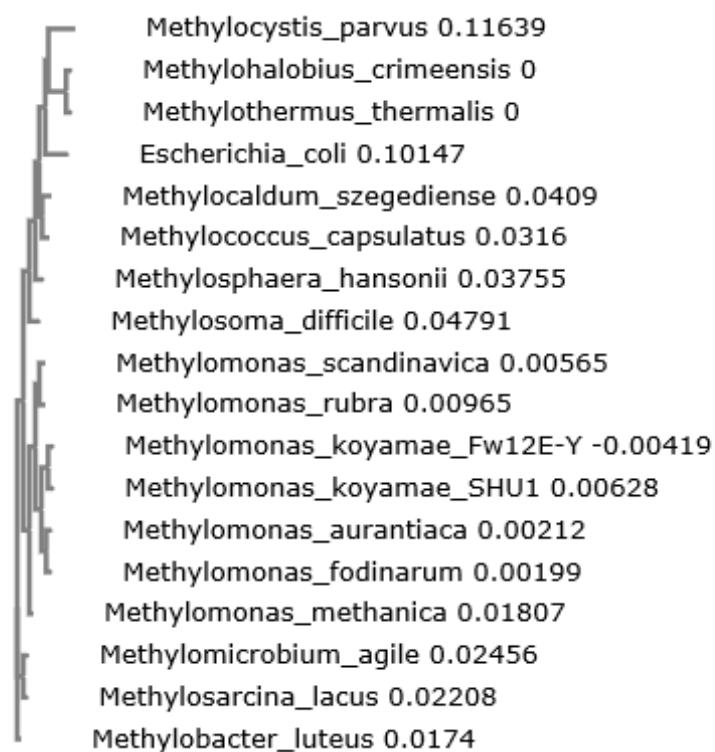 Methylocystis_parvus 0.11639
Methylohalobius_crimeensis 0
Methylothermus_thermalis 0
Escherichia_coli 0.10147
Methylocaldum_szegediense 0.0409
Methylococcus_capsulatus 0.0316
Methylosphaera_hansonii 0.03755
Methylosoma_difficile 0.04791
Methylomonas_scandinavica 0.00565
Methylomonas_rubra 0.00965
Methylomonas_koyamae_Fw12E-Y -0.00419
Methylomonas_koyamae_SHU1 0.00628
Methylomonas_aurantiaca 0.00212
Methylomonas_fodinarum 0.00199
Methylomonas_methanica 0.01807
Methylomicrobium_agile 0.02456
Methylosarcina_lacus 0.02208
Methylobacter_luteus 0.0174